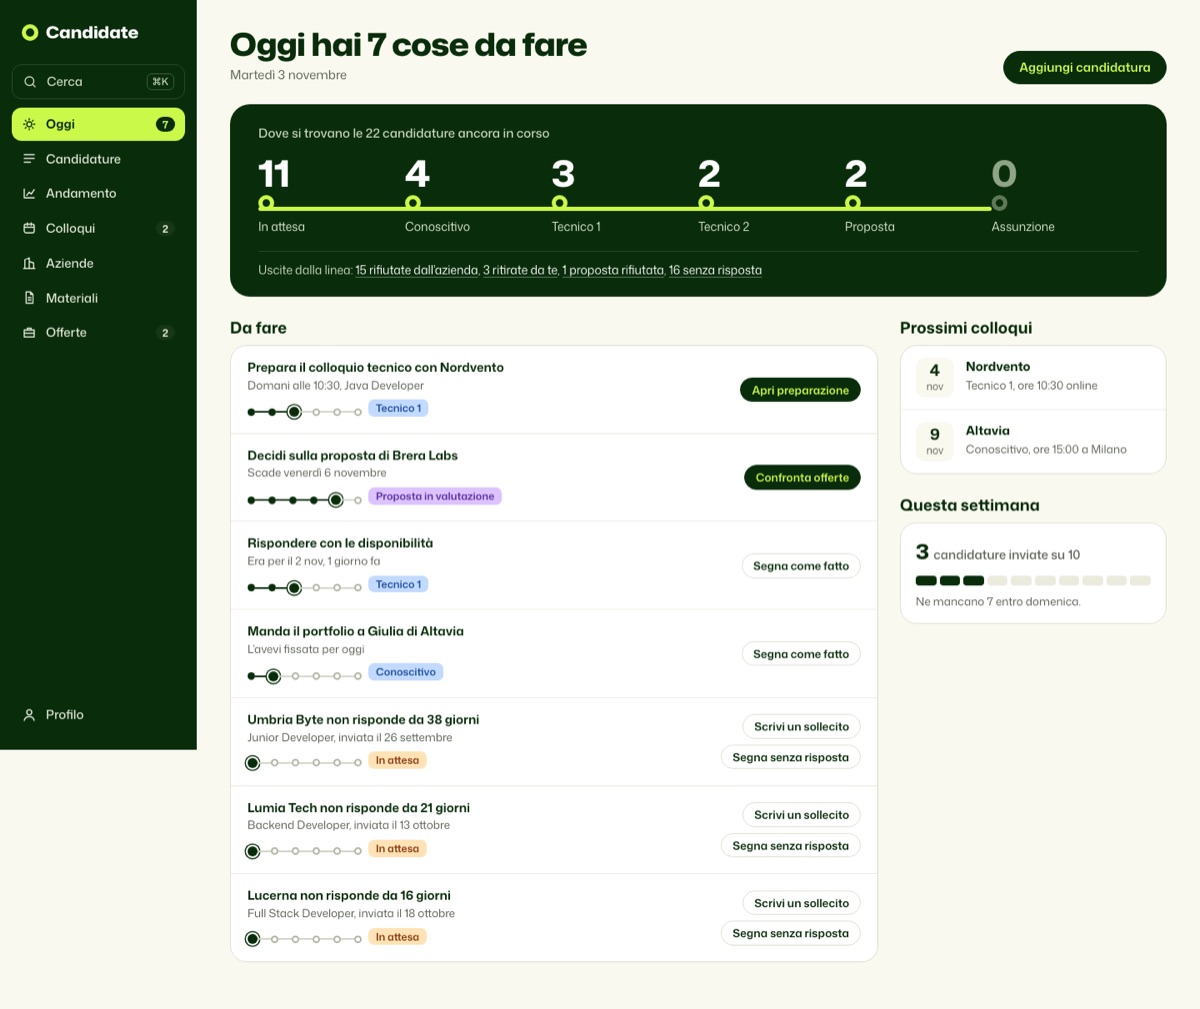 Candidate
Cerca ⌘K
Oggi 7
Candidature
Andamento
Colloqui 2
Aziende
Materiali
Offerte 2
Profilo
Oggi hai 7 cose da fare
Martedì 3 novembre
Aggiungi candidatura
Dove si trovano le 22 candidature ancora in corso
11 4 3 2 2 0
In attesa Conoscitivo Tecnico 1 Tecnico 2 Proposta Assunzione
Uscite dalla linea: 15 rifiutate dall'azienda, 3 ritirate da te, 1 proposta rifiutata, 16 senza risposta
Da fare
Prepara il colloquio tecnico con Nordvento
Domani alle 10:30, Java Developer
Tecnico 1
Apri preparazione
Decidi sulla proposta di Brera Labs
Scade venerdì 6 novembre
Proposta in valutazione
Confronta offerte
Rispondere con le disponibilità
Era per il 2 nov, 1 giorno fa
Tecnico 1
Segna come fatto
Manda il portfolio a Giulia di Altavia
L'avevi fissata per oggi
Conoscitivo
Segna come fatto
Umbria Byte non risponde da 38 giorni
Junior Developer, inviata il 26 settembre
In attesa
Scrivi un sollecito
Segna senza risposta
Lumia Tech non risponde da 21 giorni
Backend Developer, inviata il 13 ottobre
In attesa
Scrivi un sollecito
Segna senza risposta
Lucerna non risponde da 16 giorni
Full Stack Developer, inviata il 18 ottobre
In attesa
Scrivi un sollecito
Segna senza risposta
Prossimi colloqui
4 nov
Nordvento
Tecnico 1, ore 10:30 online
9 nov
Altavia
Conoscitivo, ore 15:00 a Milano
Questa settimana
3 candidature inviate su 10
Ne mancano 7 entro domenica.